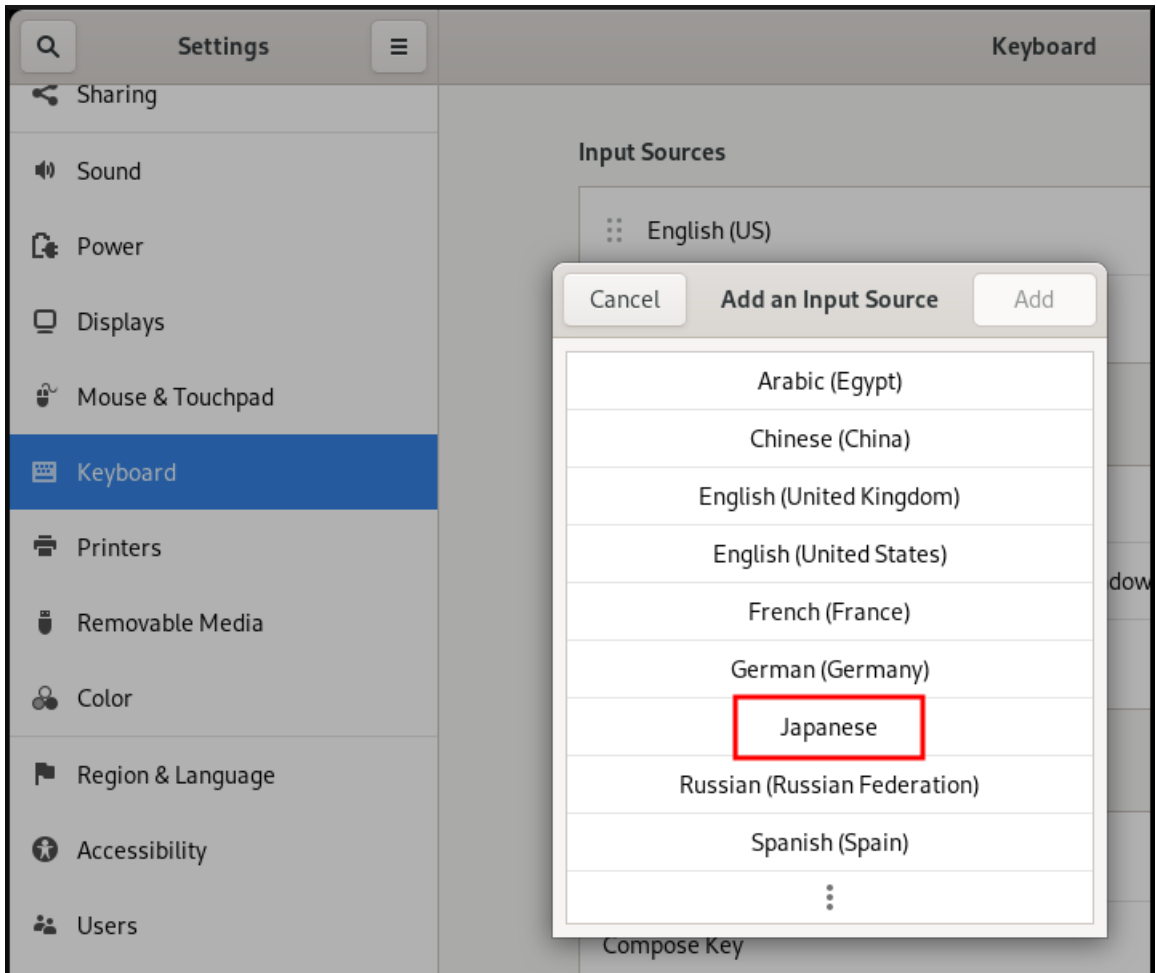 Settings
Keyboard
Sharing
Sound
Power
Displays
Mouse & Touchpad
Keyboard
Printers
Removable Media
Color
Region & Language
Accessibility
Users
Input Sources
English (US)
Cancel
Add an Input Source
Add
Arabic (Egypt)
Chinese (China)
English (United Kingdom)
English (United States)
French (France)
German (Germany)
Japanese
Russian (Russian Federation)
Spanish (Spain)
Compose Key